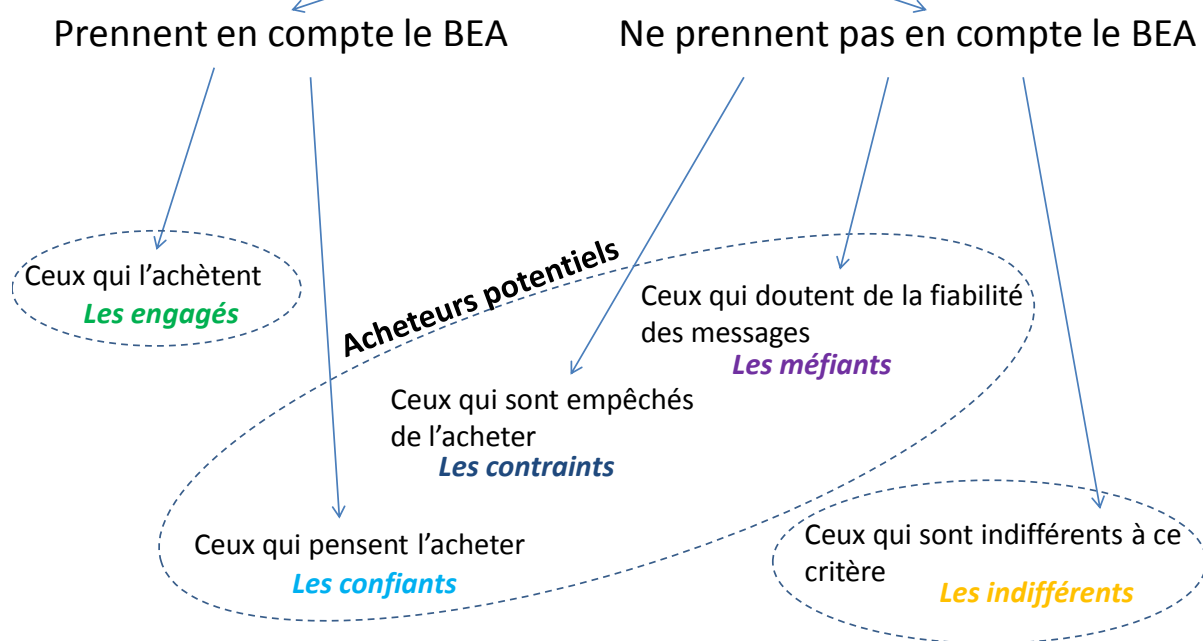 Prennent en compte le BEA
Ne prennent pas en compte le BEA
Ceux qui l’achètent
Les engagés
Acheteurs potentiels
Ceux qui doutent de la fiabilité
des messages
Les méfiants
Ceux qui sont empêchés
de l’acheter
Les contraints
Ceux qui pensent l’acheter
Les confiants
Ceux qui sont indifférents à ce
critère
Les indifférents